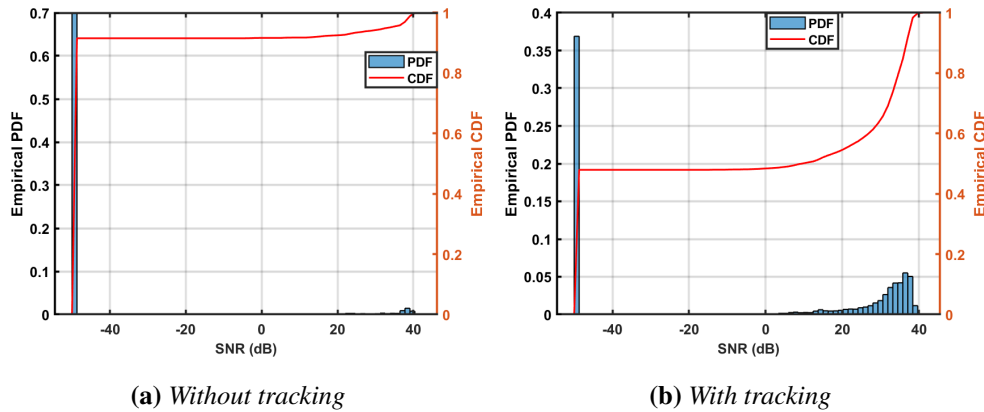 0.7
0.6
0.5
0.4
0.3
0.2
0.1
0
Empirical PDF
-40 -20 0 20 40
SNR (dB)
1
0.8
0.6
0.4
0.2
0
Empirical CDF
PDF
CDF
(a) Without tracking
0.4
0.35
0.3
0.25
0.2
0.15
0.1
0.05
0
Empirical PDF
-40 -20 0 20 40
SNR (dB)
1
0.8
0.6
0.4
0.2
0
Empirical CDF
PDF
CDF
(b) With tracking